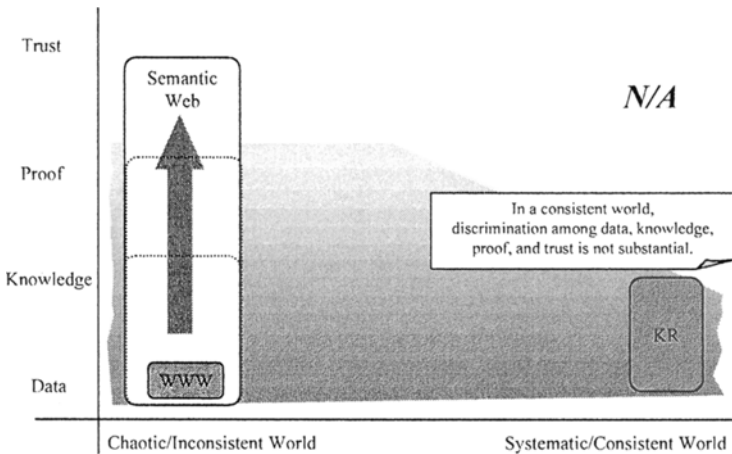 Trust
Semantic
Web
N/A
Proof
In a consistent world,
discrimination among data, knowledge,
proof, and trust is not substantial.
Knowledge
KR
WWW
Data
Chaotic/Inconsistent World
Systematic/Consistent World